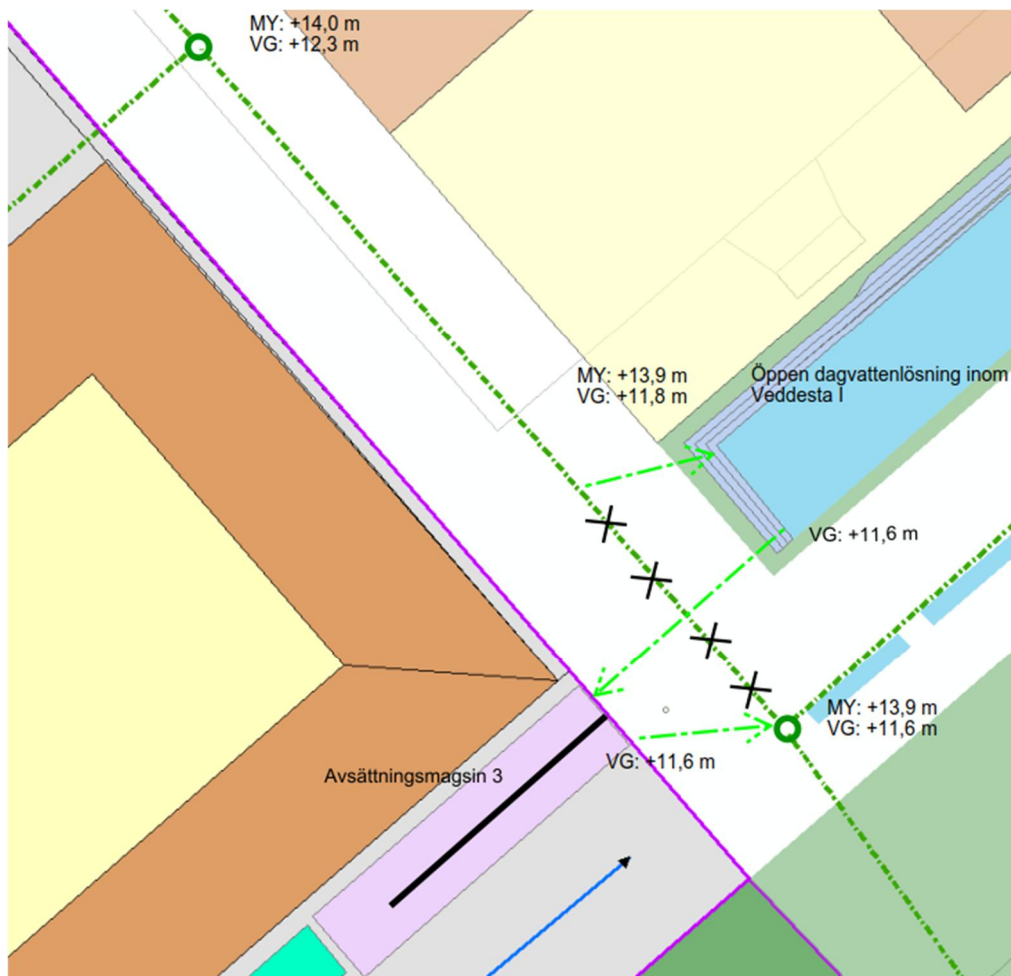 MY: +14,0 m
VG: +12,3 m
MY: +13,9 m
VG: +11,8 m
Öppen dagvattenlösning inom
Veddesta I
VG: +11,6 m
MY: +13,9 m
VG: +11,6 m
VG: +11,6 m
Avsättningsmagsin 3